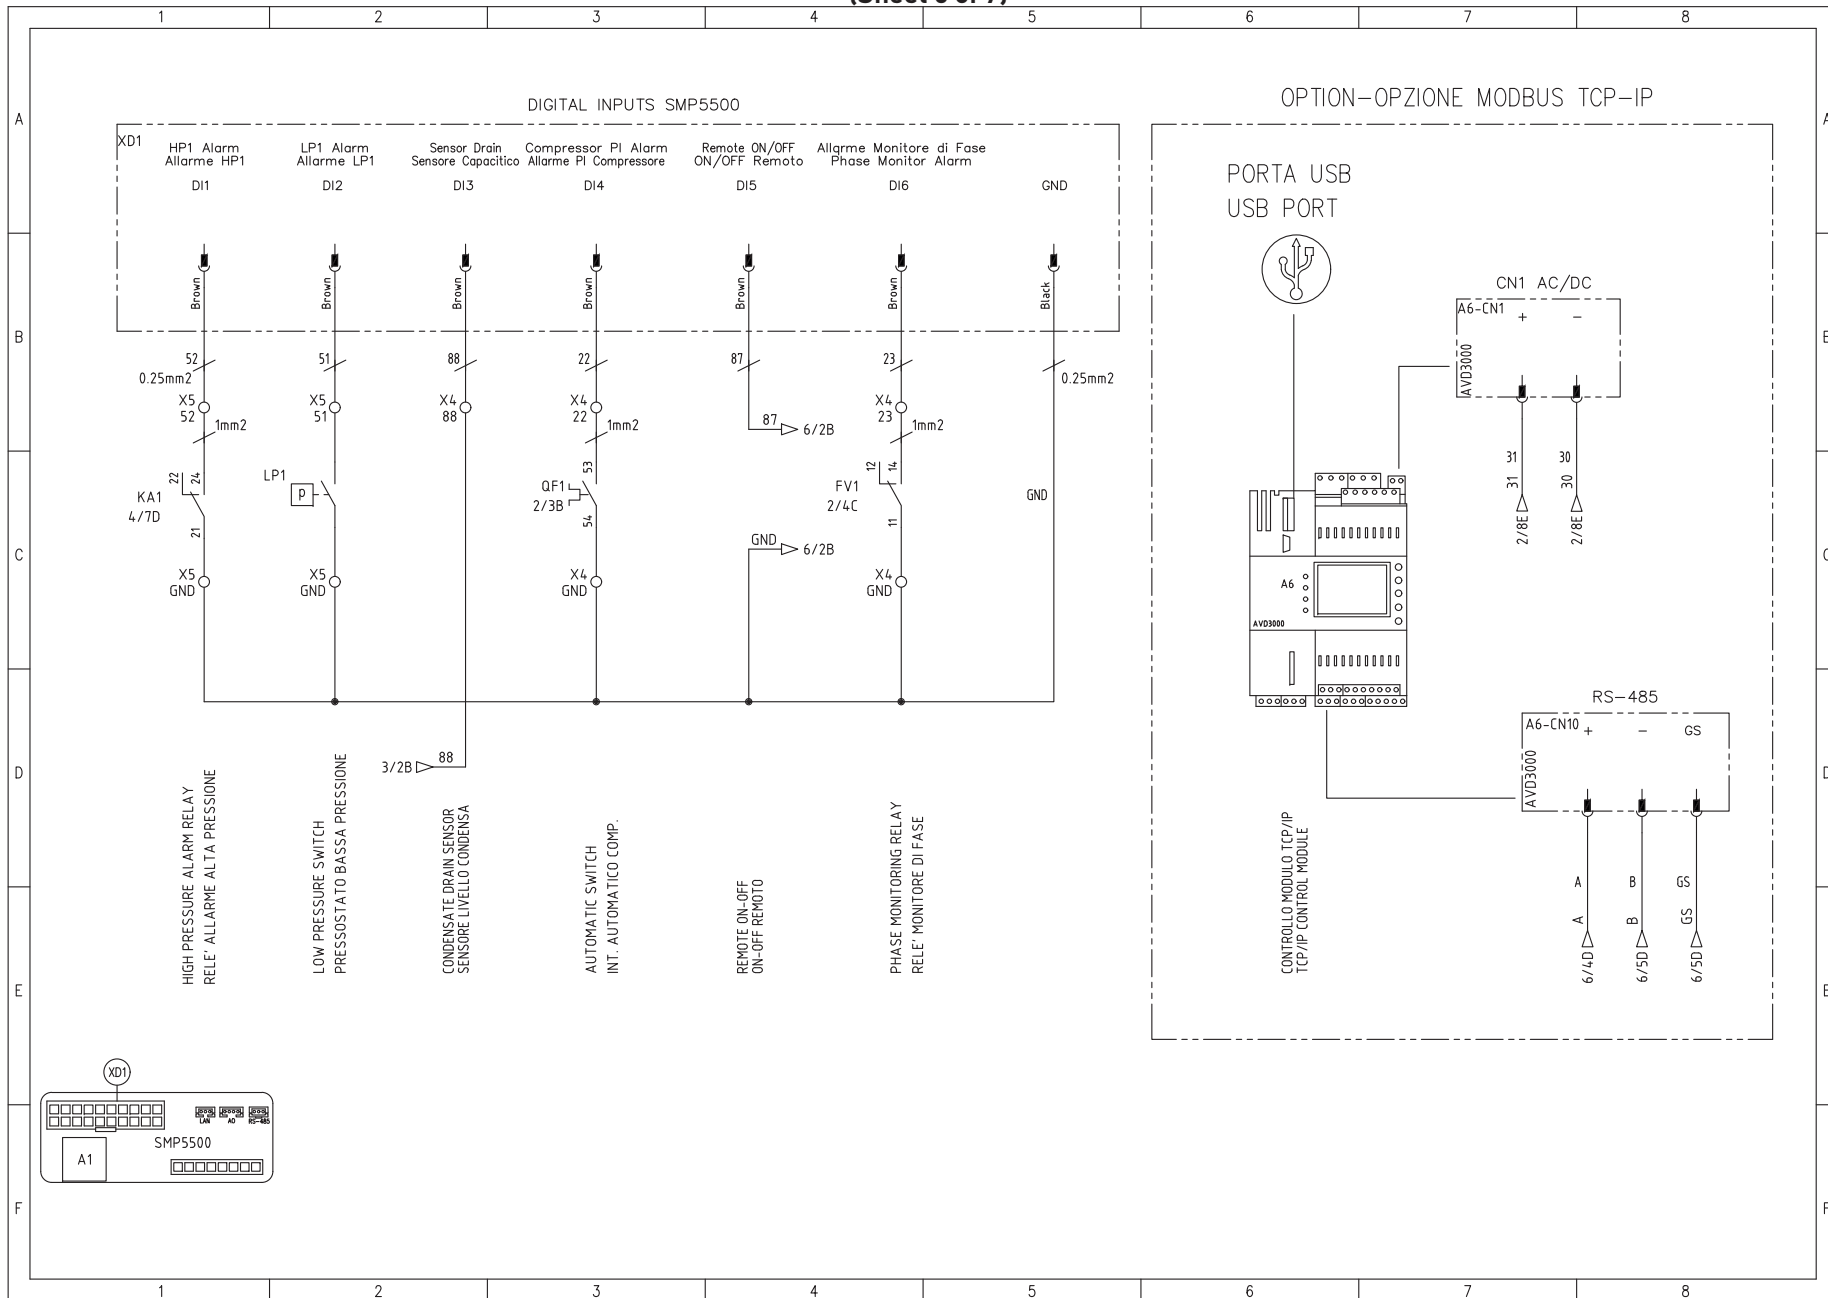 1 2 3 4 5 6 7 8
A
B
C
D
E
F
DIGITAL INPUTS SMP5500
XD1
HP1 Alarm
Allarme HP1
DI1
LP1 Alarm
Allarme LP1
DI2
Sensor Drain
Sensore Capacitico
DI3
Compressor PI Alarm
Allarme PI Compressore
DI4
Remote ON/OFF
ON/OFF Remoto
DI5
Allqrme Monitore di Fase
Phase Monitor Alarm
DI6
GND
Brown
Brown
Brown
Brown
Brown
Brown
Black
52
0.25mm2
51
88
22
87
23
0.25mm2
X5
52
1mm2
X5
51
X4
88
X4
22
1mm2
87
6/2B
X4
23
1mm2
22
24
KA1
4/7D
21
LP1
P
53
QF1
2/3B
54
12
14
FV1
2/4C
11
GND
GND
6/2B
X5
GND
X5
GND
X4
GND
X4
GND
3/2B
88
HIGH PRESSURE ALARM RELAY
RELE' ALLARME ALTA PRESSIONE
LOW PRESSURE SWITCH
PRESSOSTATO BASSA PRESSIONE
CONDENSATE DRAIN SENSOR
SENSORE LIVELLO CONDENSA
AUTOMATIC SWITCH
INT. AUTOMATICO COMP.
REMOTE ON-OFF
ON-OFF REMOTO
PHASE MONITORING RELAY
RELE' MONITORE DI FASE
OPTION-OPZIONE MODBUS TCP-IP
PORTA USB
USB PORT
CN1 AC/DC
A6-CN1
+ -
AVD3000
31
30
31
30
2/8E
2/8E
A6
AVD3000
RS-485
A6-CN10
+ - GS
AVD3000
A
B
GS
A
B
GS
6/4D
6/5D
6/5D
CONTROLLO MODULO TCP/IP
TCP/IP CONTROL MODULE
XD1
LAN
AO
RS-485
SMP5500
A1
A
B
C
D
E
F
1 2 3 4 5 6 7 8